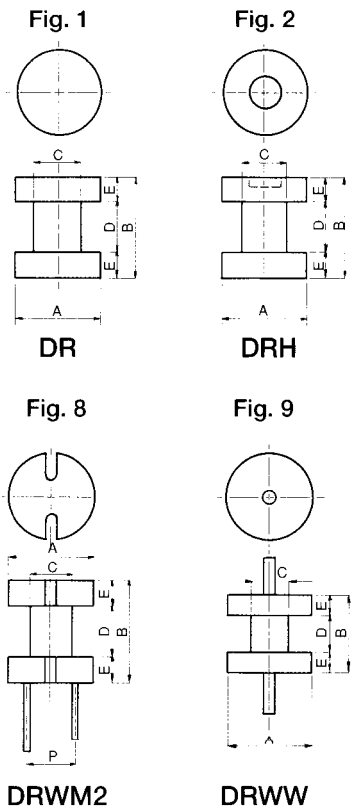 Fig. 1 Fig. 2
C C
E E
D B D B
E E
A A
DR DRH
Fig. 8 Fig. 9
A
C C
E E
D B D B
E E
P A
DRWM2 DRWW